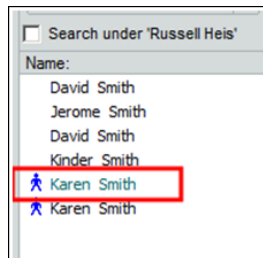 Search under 'Russell Heis'
Name:
David Smith
Jerome Smith
David Smith
Kinder Smith
Karen Smith
Karen Smith